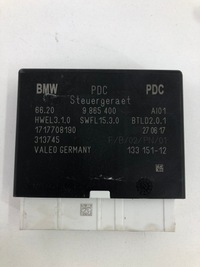 BMW PDC PDC
Steuergeraet
66.20 9 865 400 AI01
HWEL3.1.0 SWFL15.3.0 BTLD2.0.1
1717708190 27.06.17
313745
VALEO GERMANY 133 151-12